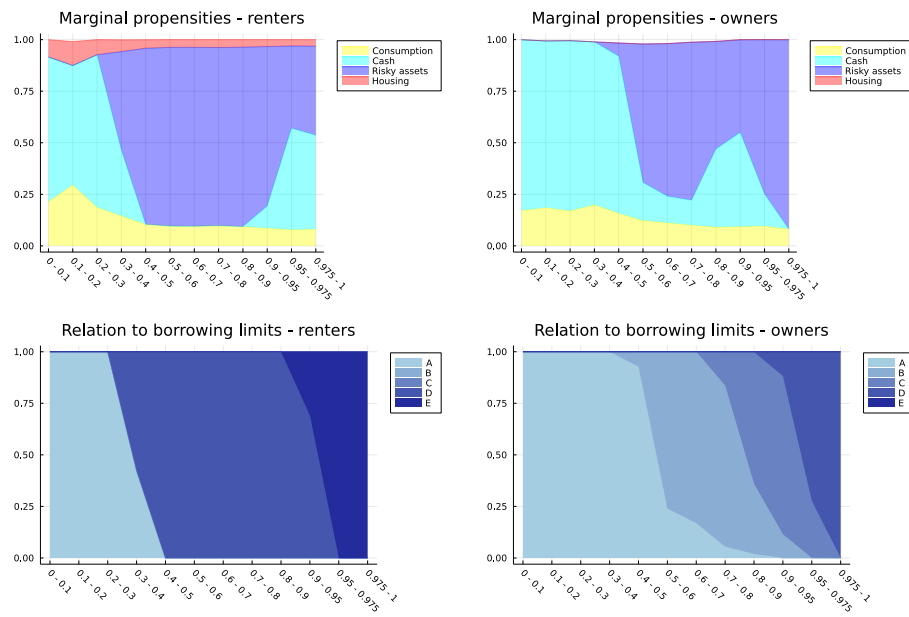 Marginal propensities - renters
1.00
0.75
0.50
0.25
0.00
0 - 0.1
0.1 - 0.2
0.2 - 0.3
0.3 - 0.4
0.4 - 0.5
0.5 - 0.6
0.6 - 0.7
0.7 - 0.8
0.8 - 0.9
0.9 - 0.95
0.95 - 0.975
0.975 - 1
Consumption
Cash
Risky assets
Housing
Marginal propensities - owners
1.00
0.75
0.50
0.25
0.00
0 - 0.1
0.1 - 0.2
0.2 - 0.3
0.3 - 0.4
0.4 - 0.5
0.5 - 0.6
0.6 - 0.7
0.7 - 0.8
0.8 - 0.9
0.9 - 0.95
0.95 - 0.975
0.975 - 1
Consumption
Cash
Risky assets
Housing
Relation to borrowing limits - renters
1.00
0.75
0.50
0.25
0.00
0 - 0.1
0.1 - 0.2
0.2 - 0.3
0.3 - 0.4
0.4 - 0.5
0.5 - 0.6
0.6 - 0.7
0.7 - 0.8
0.8 - 0.9
0.9 - 0.95
0.95 - 0.975
0.975 - 1
A
B
C
D
E
Relation to borrowing limits - owners
1.00
0.75
0.50
0.25
0.00
0 - 0.1
0.1 - 0.2
0.2 - 0.3
0.3 - 0.4
0.4 - 0.5
0.5 - 0.6
0.6 - 0.7
0.7 - 0.8
0.8 - 0.9
0.9 - 0.95
0.95 - 0.975
0.975 - 1
A
B
C
D
E